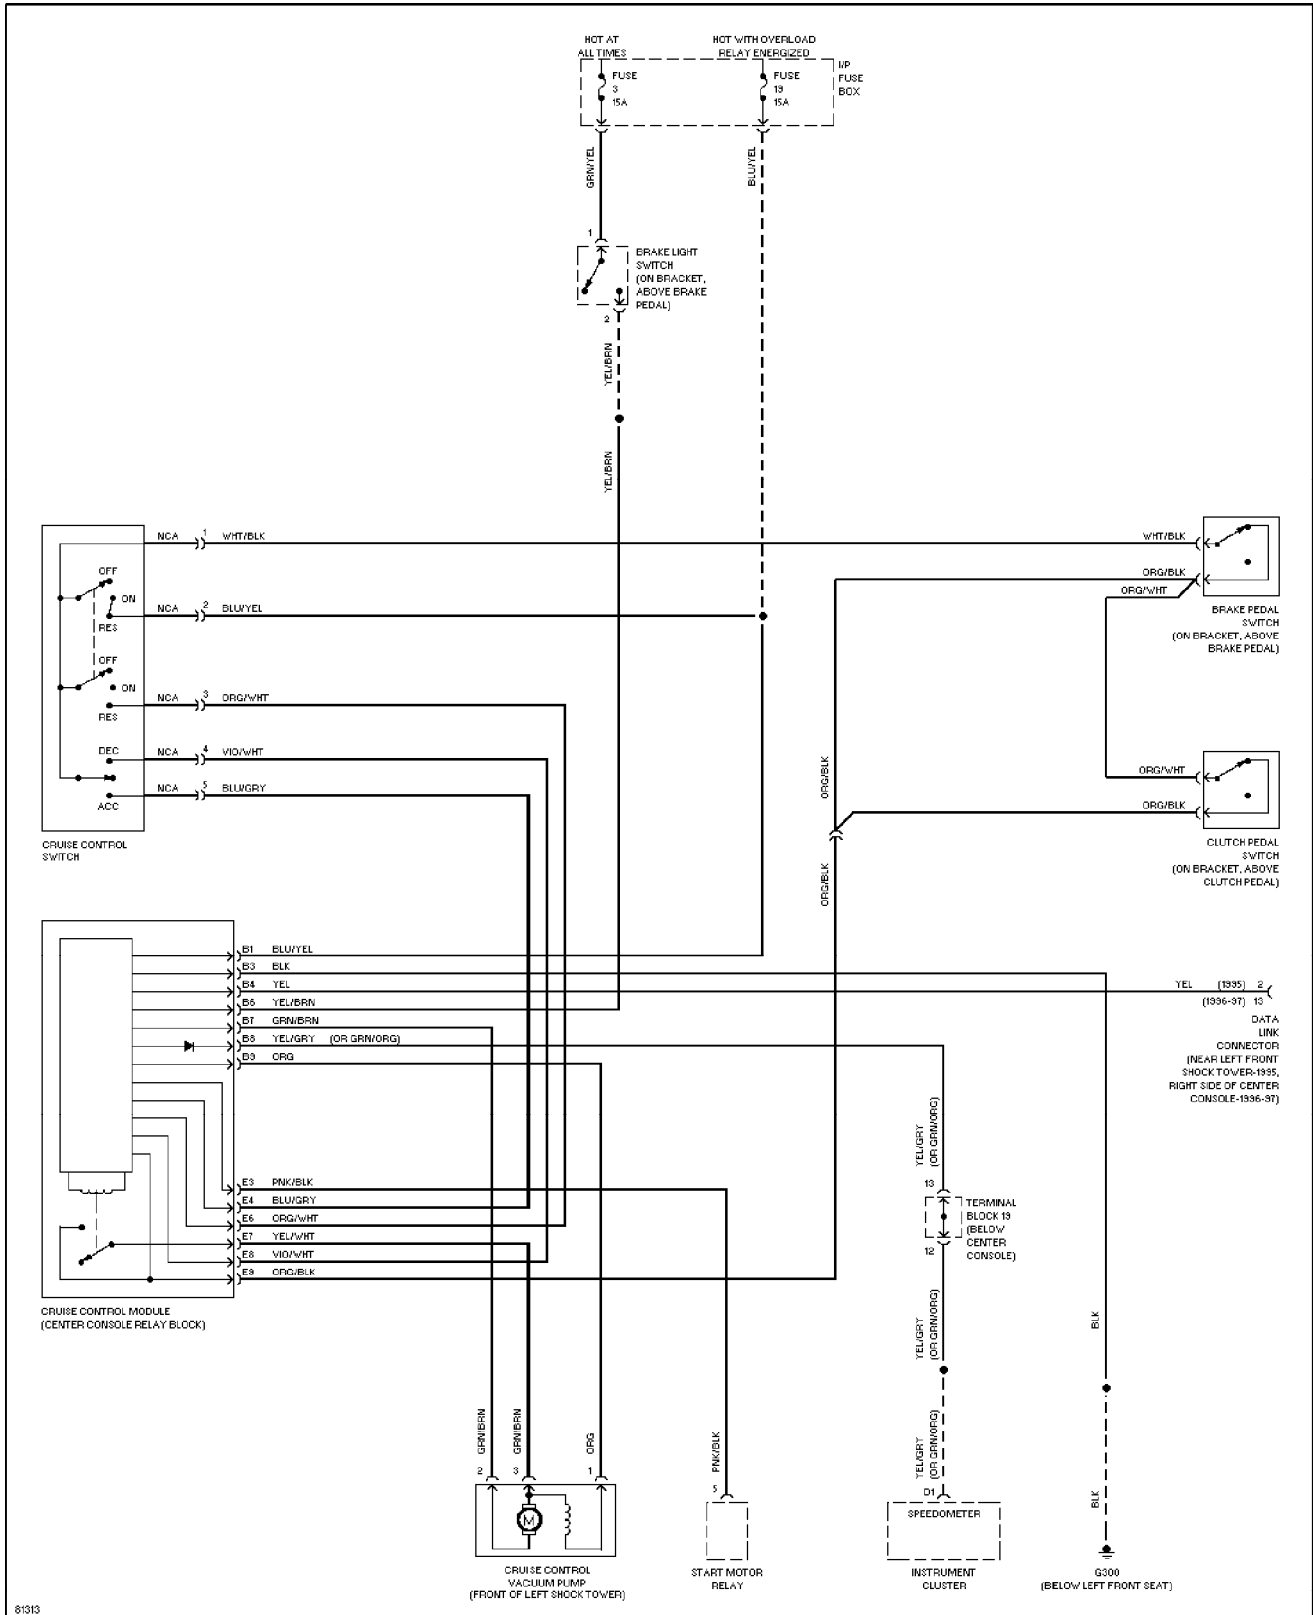 HOT AT
ALL TIMES
HOT WITH OVERLOAD
RELAY ENERGIZED
FUSE
3
15A
FUSE
19
15A
I/P
FUSE
BOX
GRN/YEL
BLU/YEL
1
BRAKE LIGHT
SWITCH
(ON BRACKET,
ABOVE BRAKE
PEDAL)
2
YEL/BRN
YEL/BRN
NCA 1 WHT/BLK
WHT/BLK
OFF
ON
RES
NCA 2 BLU/YEL
ORG/BLK
ORG/WHT
BRAKE PEDAL
SWITCH
(ON BRACKET, ABOVE
BRAKE PEDAL)
OFF
ON
RES
NCA 3 ORG/WHT
DEC
NCA 4 VIO/WHT
ACC
NCA 5 BLU/GRY
CRUISE CONTROL
SWITCH
ORG/BLK
ORG/WHT
ORG/BLK
CLUTCH PEDAL
SWITCH
(ON BRACKET, ABOVE
CLUTCH PEDAL)
ORG/BLK
B1 BLU/YEL
B3 BLK
B4 YEL
B6 YEL/BRN
B7 GRN/BRN
B8 YEL/GRY (OR GRN/ORG)
B9 ORG
YEL (1995) 2
(1996-97) 13
DATA
LINK
CONNECTOR
(NEAR LEFT FRONT
SHOCK TOWER-1995,
RIGHT SIDE OF CENTER
CONSOLE-1996-97)
E3 PNK/BLK
E4 BLU/GRY
E6 ORG/WHT
E7 YEL/WHT
E8 VIO/WHT
E9 ORG/BLK
CRUISE CONTROL MODULE
(CENTER CONSOLE RELAY BLOCK)
YEL/GRY
(OR GRN/ORG)
13
TERMINAL
BLOCK 19
(BELOW
CENTER
CONSOLE)
12
YEL/GRY
(OR GRN/ORG)
BLK
GRN/BRN
GRN/BRN
ORG
PNK/BLK
YEL/GRY
(OR GRN/ORG)
BLK
2
3
1
5
D1
M
SPEEDOMETER
CRUISE CONTROL
VACUUM PUMP
(FRONT OF LEFT SHOCK TOWER)
START MOTOR
RELAY
INSTRUMENT
CLUSTER
G300
(BELOW LEFT FRONT SEAT)
81313